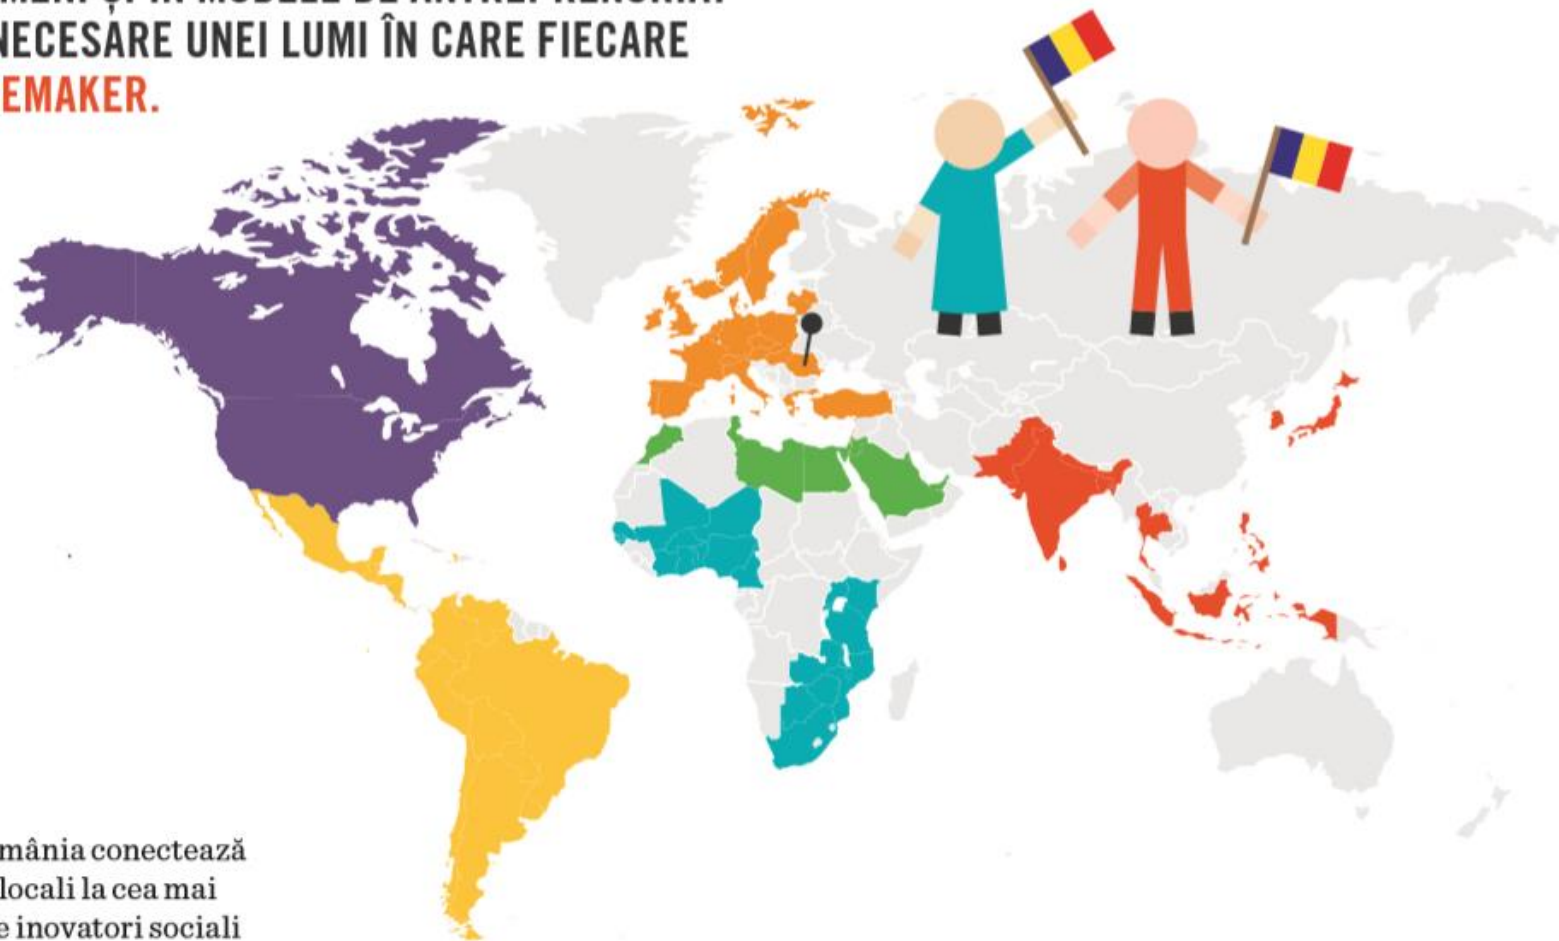 NECESARE UNEI LUMI ÎN CARE FIECARE
EMAKER.
mânia conectează
locali la cea mai
e inovatori sociali